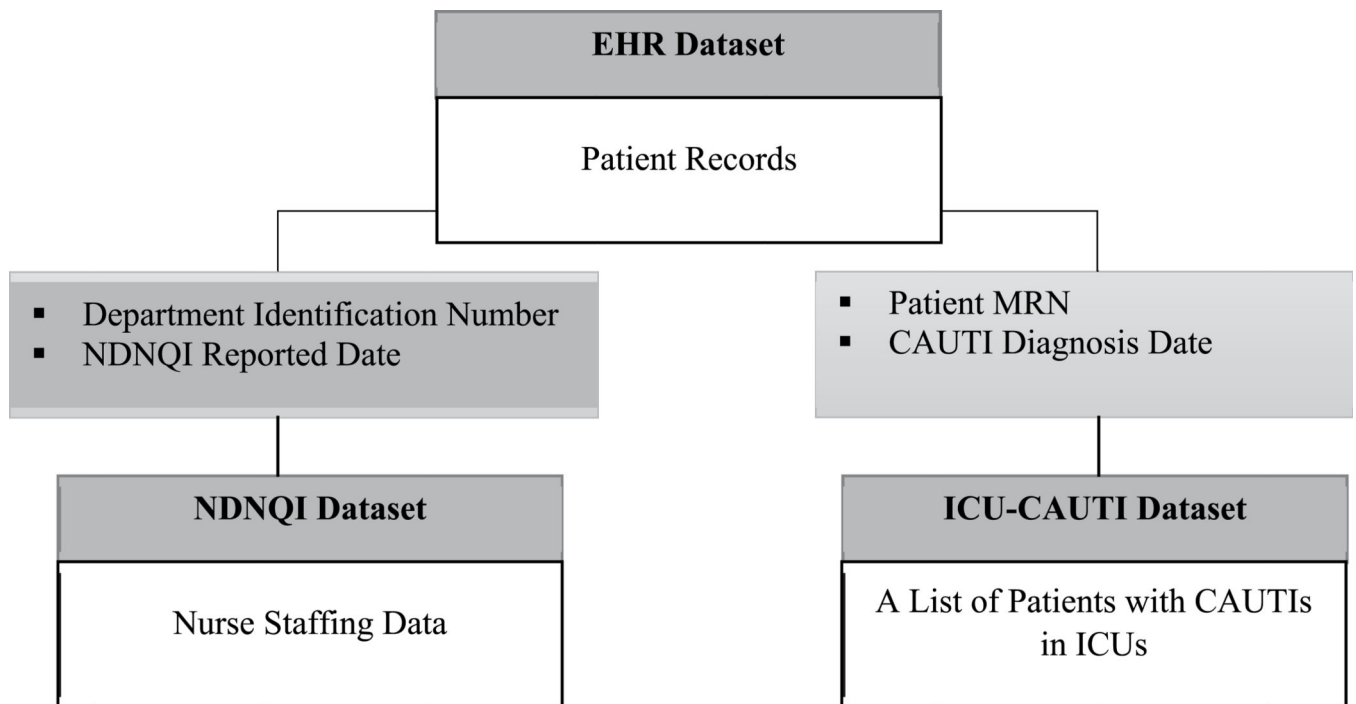 EHR Dataset
Patient Records
▪ Department Identification Number
▪ NDNQI Reported Date
▪ Patient MRN
▪ CAUTI Diagnosis Date
NDNQI Dataset
Nurse Staffing Data
ICU-CAUTI Dataset
A List of Patients with CAUTIs
in ICUs